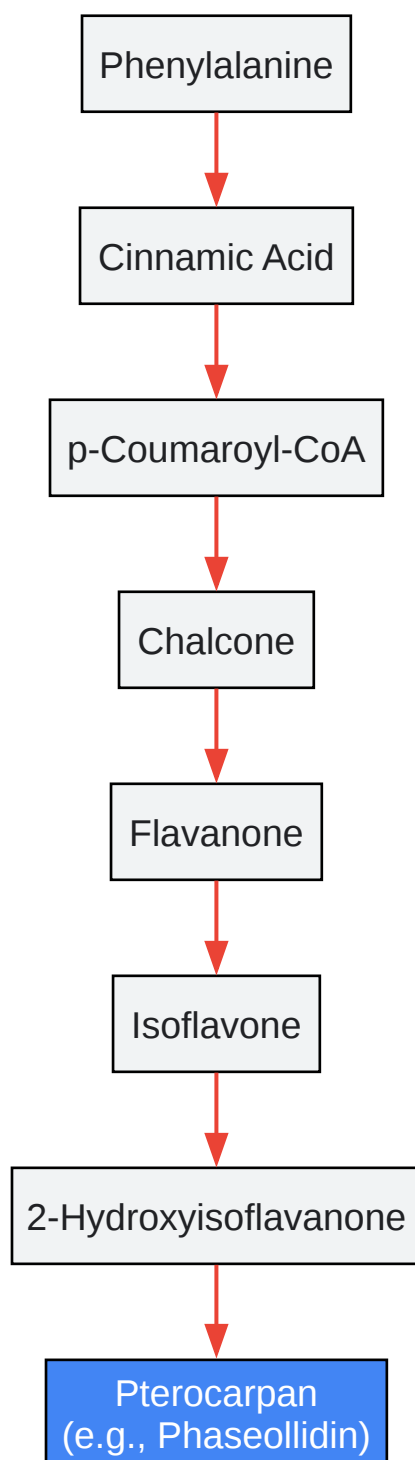 Phenylalanine
Cinnamic Acid
p-Coumaroyl-CoA
Chalcone
Flavanone
Isoflavone
2-Hydroxyisoflavanone
Pterocarpan
(e.g., Phaseollidin)